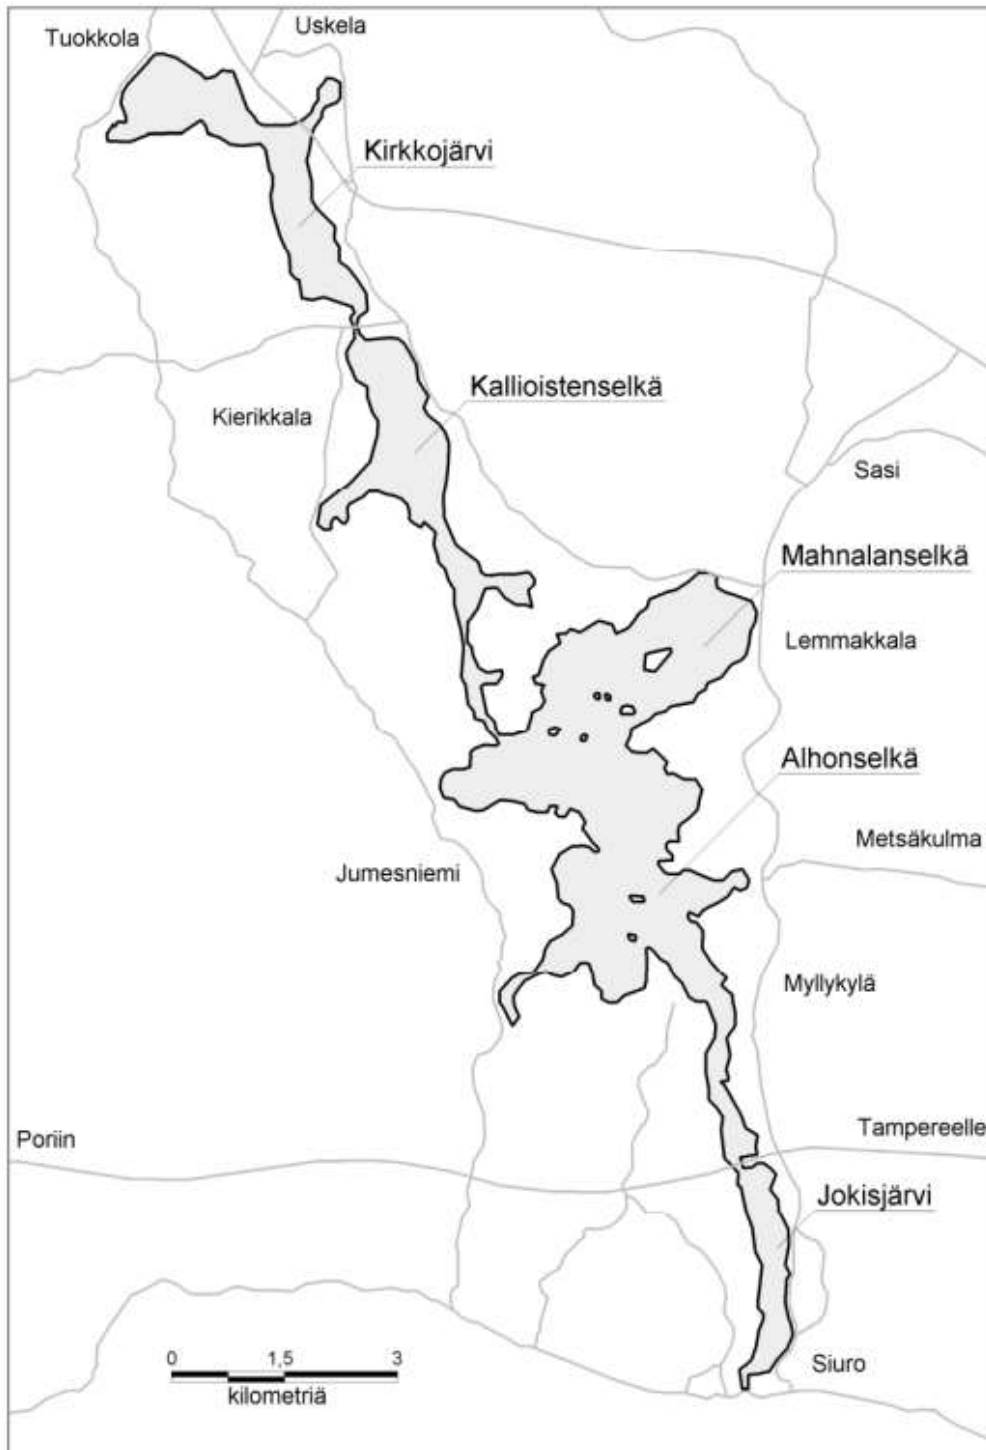 Uskela
Tuokkola
Kirkkojärvi
Kallioistenselkä
Kierikkala
Sasi
Mahnalanselkä
Lemmakkala
Alhonselkä
Metsäkulma
Jumesniemi
Myllykylä
Poriin
Tampereelle
Jokisjärvi
0 1,5 3
kilometriä
Siuro